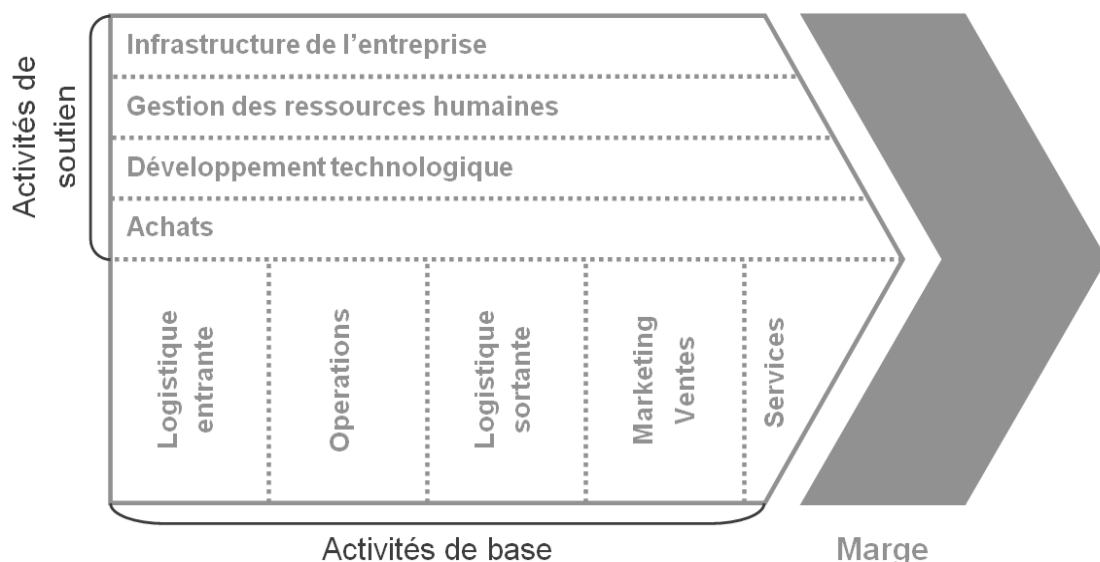 Activités de
soutien
Infrastructure de l'entreprise
Gestion des ressources humaines
Développement technologique
Achats
Logistique
entrante
Operations
Logistique
sortante
Marketing
Ventes
Services
Activités de base
Marge